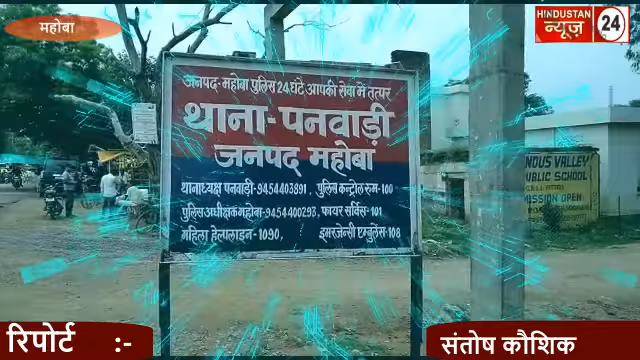 महोबा
HINDUSTAN
न्यूज़ 24
जनपद-महोबा पुलिस 24 घंटे आपकी सेवा में तत्पर
थाना-पनवाड़ी
जनपद महोबा
थानाध्यक्ष पनवाड़ी-9454403891, पुलिस कन्ट्रोल रूम-100
पुलिस अधीक्षक महोबा-9454400293, फायर सर्विस-101
महिला हेल्पलाइन-1090, इमरजेन्सी एम्बुलेंस-108
NDUS VALLEY
PUBLIC SCHOOL
SSION OPEN
रिपोर्ट :-
संतोष कौशिक